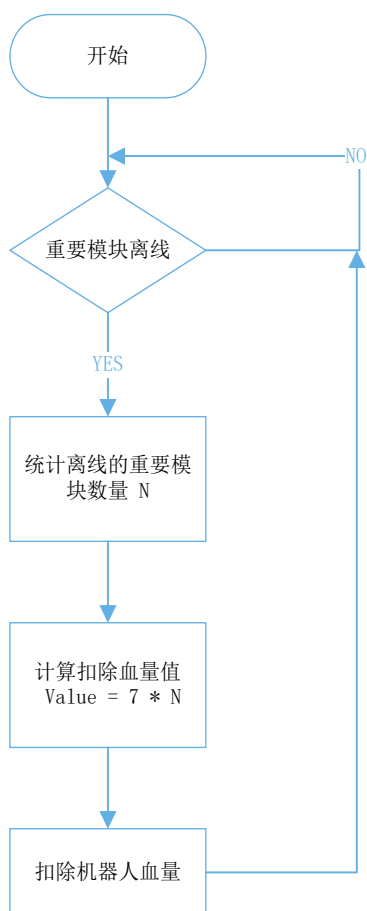 开始
NO
重要模块离线
YES
统计离线的重要模
块数量 N
计算扣除血量值
Value = 7 * N
扣除机器人血量